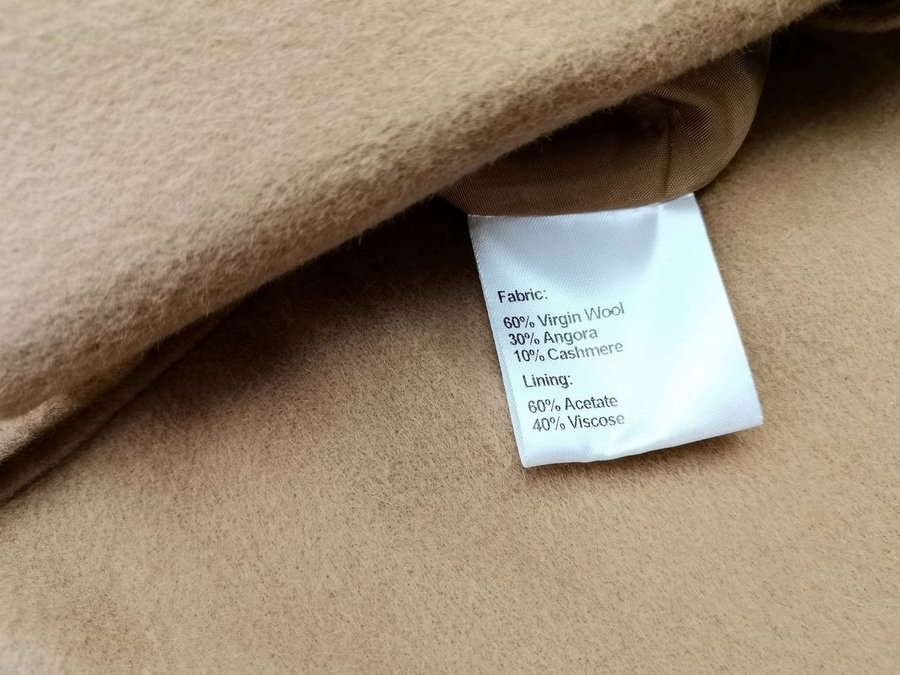 Fabric:
60% Virgin Wool
30% Angora
10% Cashmere
Lining:
60% Acetate
40% Viscose